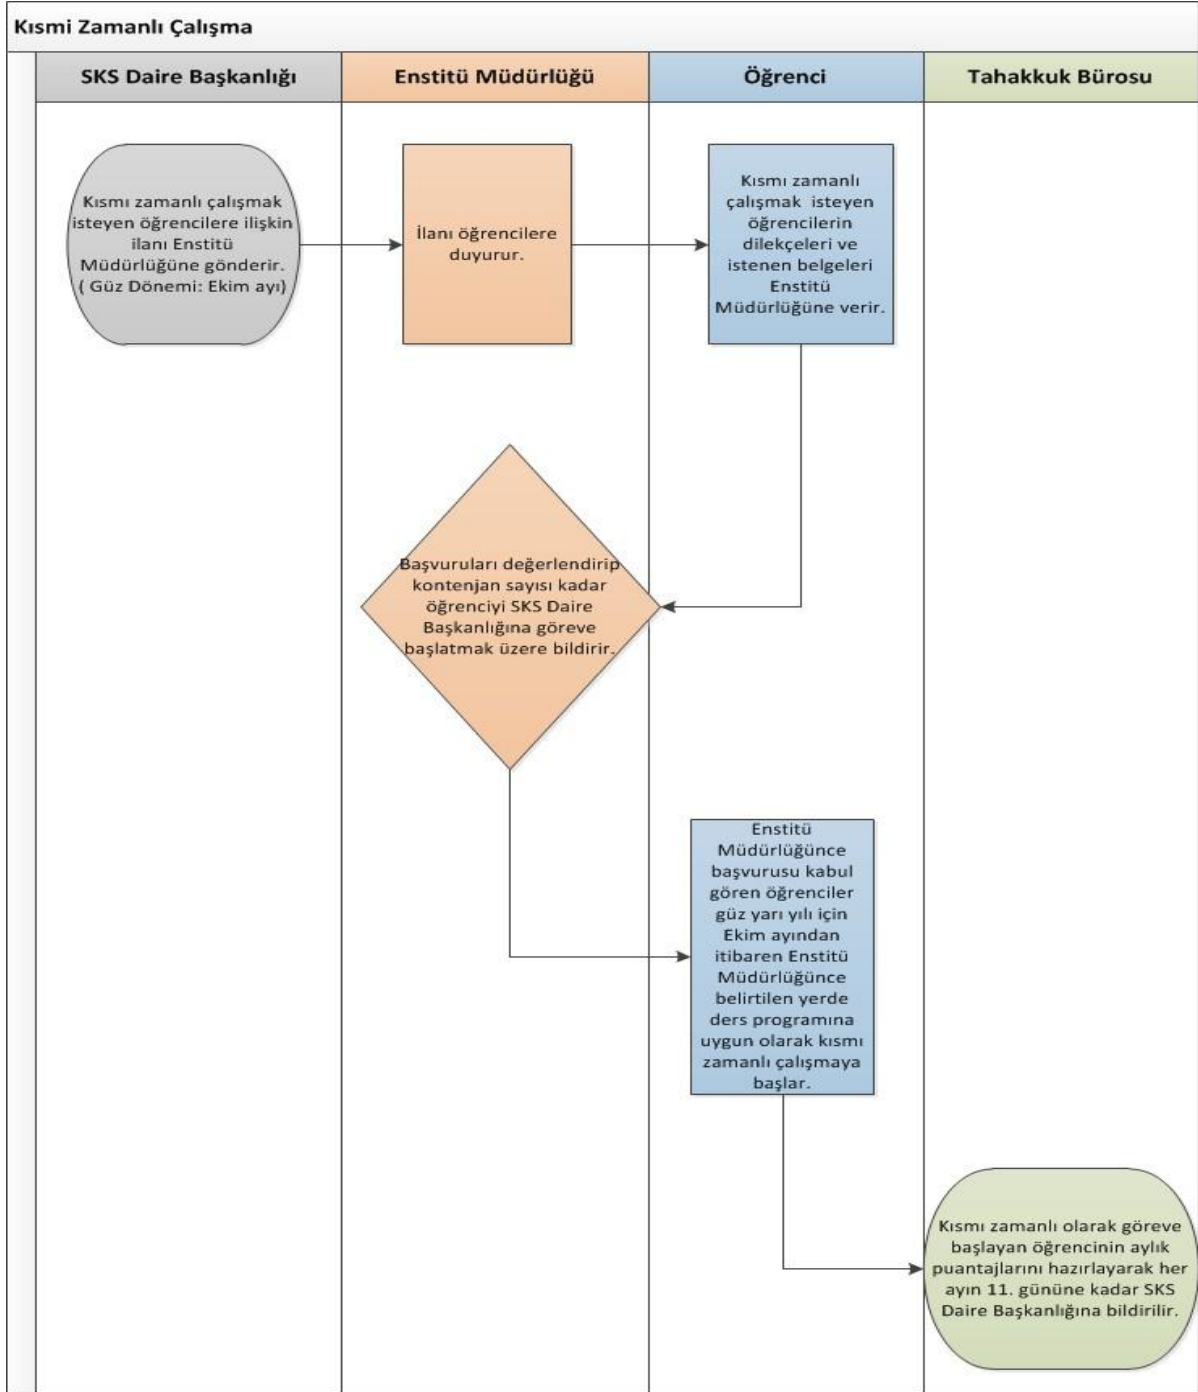 Kısmi Zamanlı Çalışma
SKS Daire Başkanlığı
Enstitü Müdürlüğü
Öğrenci
Tahakkuk Bürosu
Kısmı zamanlı çalışmak
isteyen öğrencilere ilişkin
ilanı Enstitü
Müdürlüğüne gönderir.
( Güz Dönemi: Ekim ayı)
İlanı öğrencilere
duyurur.
Kısmı zamanlı
çalışmak isteyen
öğrencilerin
dilekçeleri ve
istenen belgeleri
Enstitü
Müdürlüğüne verir.
Başvuruları değerlendirip
kontenjan sayısı kadar
öğrenciyi SKS Daire
Başkanlığına göreve
başlatmak üzere bildirir.
Enstitü
Müdürlüğünce
başvurusu kabul
gören öğrenciler
güz yarı yılı için
Ekim ayından
itibaren Enstitü
Müdürlüğünce
belirtilen yerde
ders programına
uygun olarak kısmı
zamanlı çalışmaya
başlar.
Kısmı zamanlı olarak göreve
başlayan öğrencinin aylık
puantajlarını hazırlayarak her
ayın 11. gününe kadar SKS
Daire Başkanlığına bildirilir.